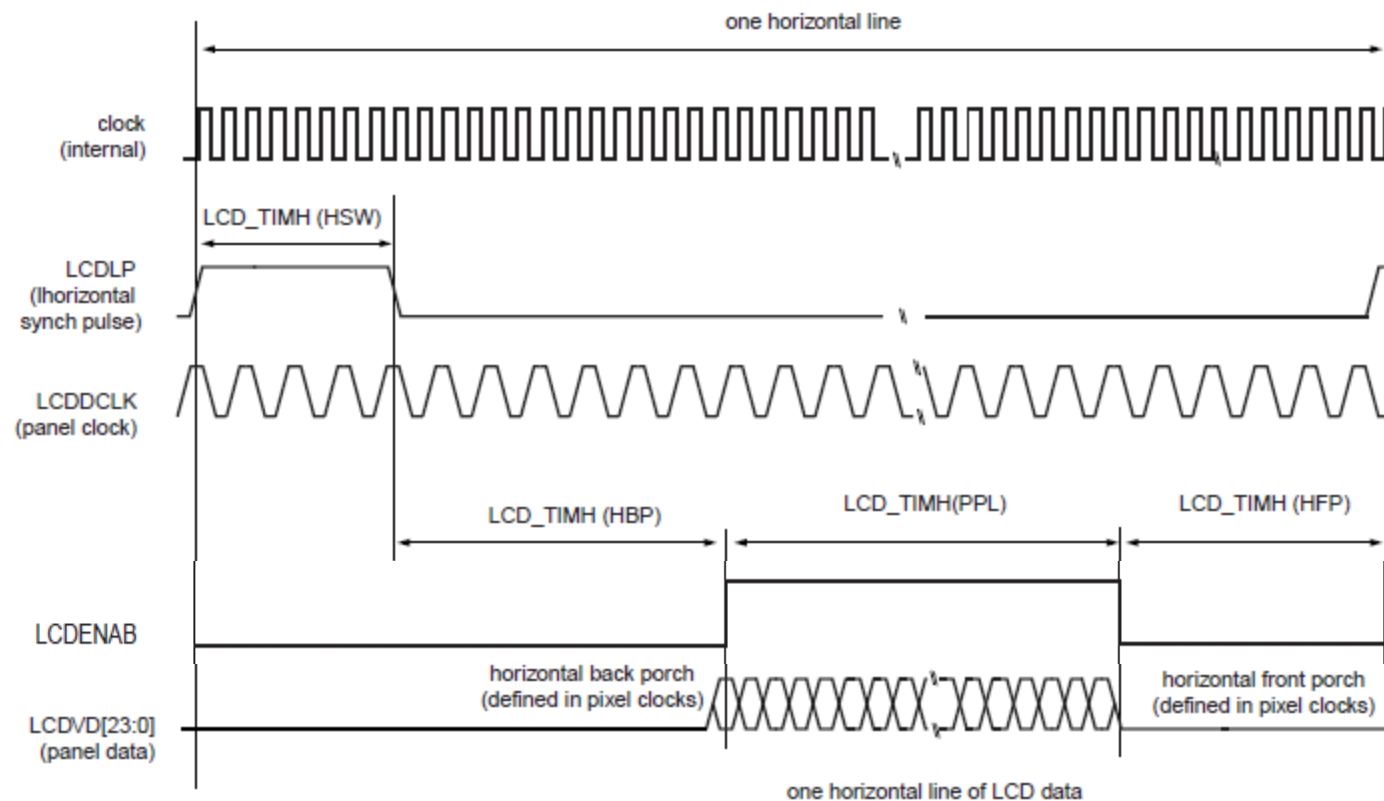 one horizontal line
clock
(internal)
LCD_TIMH (HSW)
LCDLP
(lhorizontal
synch pulse)
LCDDCLK
(panel clock)
LCD_TIMH (HBP)
LCD_TIMH(PPL)
LCD_TIMH (HFP)
LCDENAB
horizontal back porch
(defined in pixel clocks)
horizontal front porch
(defined in pixel clocks)
LCDVD[23:0]
(panel data)
one horizontal line of LCD data